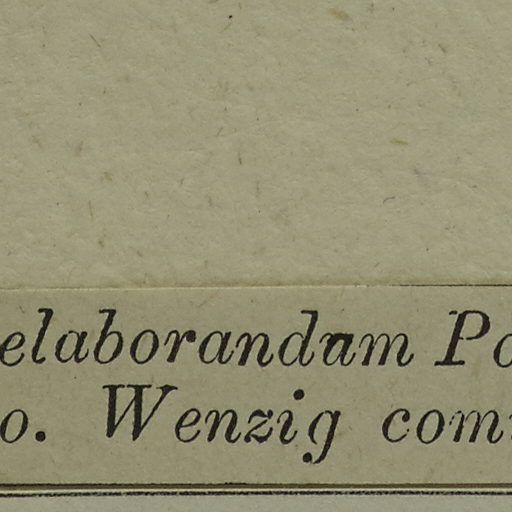 elaborandam Po
o. Wenzig com